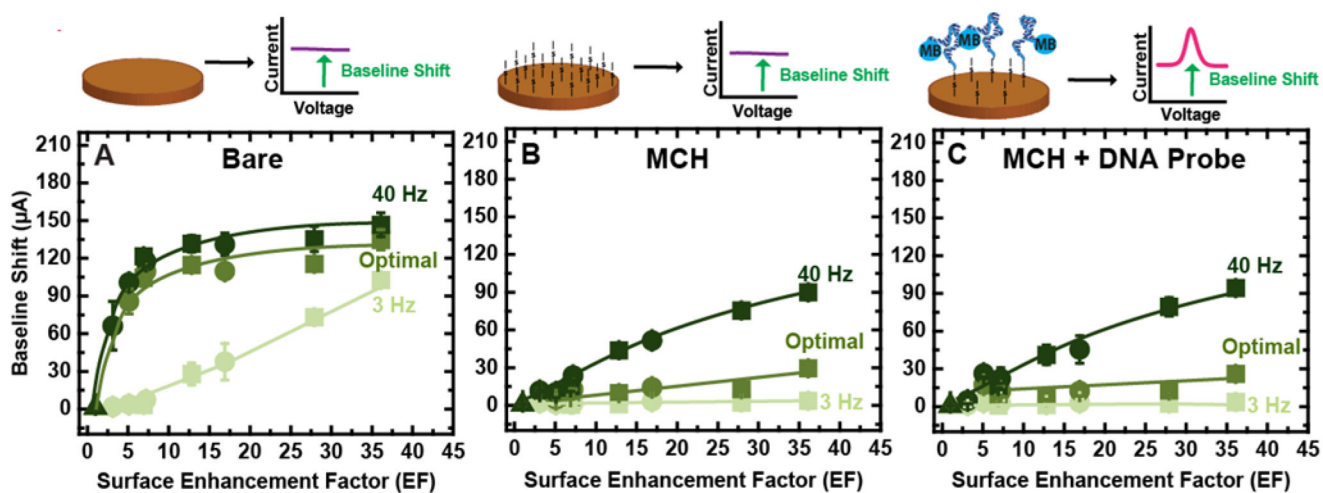 Current
Baseline Shift
Voltage
S S S S S S S S
Current
Baseline Shift
Voltage
MB MB MB
S S S S
Current
Baseline Shift
Voltage
A Bare
40 Hz
Optimal
3 Hz
210
180
150
120
90
60
30
0
0 5 10 15 20 25 30 35 40 45
Baseline Shift (µA)
Surface Enhancement Factor (EF)
B MCH
40 Hz
Optimal
3 Hz
210
180
150
120
90
60
30
0
0 5 10 15 20 25 30 35 40 45
Surface Enhancement Factor (EF)
C MCH + DNA Probe
40 Hz
Optimal
3 Hz
210
180
150
120
90
60
30
0
0 5 10 15 20 25 30 35 40 45
Surface Enhancement Factor (EF)